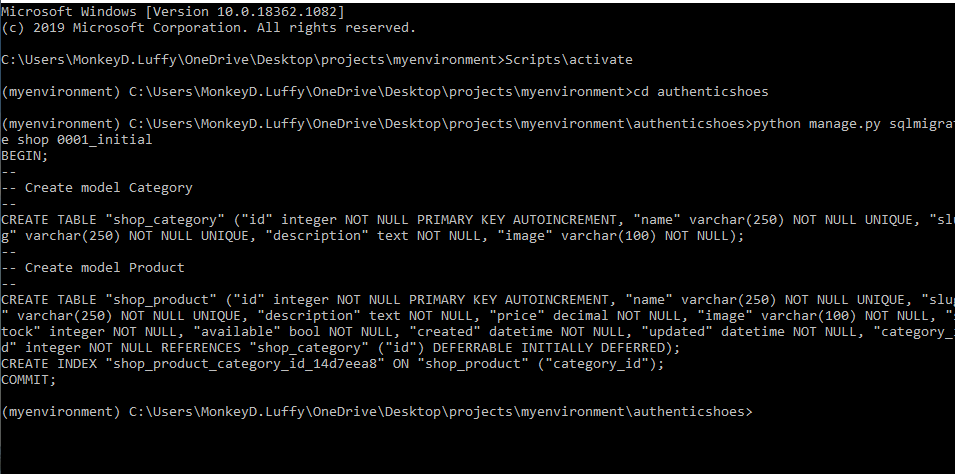 Microsoft Windows [Version 10.0.18362.1082]
(c) 2019 Microsoft Corporation. All rights reserved.
C:\Users\MonkeyD.Luffy\OneDrive\Desktop\projects\myenvironment>Scripts\activate
(myenvironment) C:\Users\MonkeyD.Luffy\OneDrive\Desktop\projects\myenvironment>cd authenticshoes
(myenvironment) C:\Users\MonkeyD.Luffy\OneDrive\Desktop\projects\myenvironment\authenticshoes>python manage.py sqlmigrat
e shop 0001_initial
BEGIN;
--
-- Create model Category
--
CREATE TABLE "shop_category" ("id" integer NOT NULL PRIMARY KEY AUTOINCREMENT, "name" varchar(250) NOT NULL UNIQUE, "slu
g" varchar(250) NOT NULL UNIQUE, "description" text NOT NULL, "image" varchar(100) NOT NULL);
--
-- Create model Product
--
CREATE TABLE "shop_product" ("id" integer NOT NULL PRIMARY KEY AUTOINCREMENT, "name" varchar(250) NOT NULL UNIQUE, "slug
" varchar(250) NOT NULL UNIQUE, "description" text NOT NULL, "price" decimal NOT NULL, "image" varchar(100) NOT NULL, "s
tock" integer NOT NULL, "available" bool NOT NULL, "created" datetime NOT NULL, "updated" datetime NOT NULL, "category_i
d" integer NOT NULL REFERENCES "shop_category" ("id") DEFERRABLE INITIALLY DEFERRED);
CREATE INDEX "shop_product_category_id_14d7eea8" ON "shop_product" ("category_id");
COMMIT;
(myenvironment) C:\Users\MonkeyD.Luffy\OneDrive\Desktop\projects\myenvironment\authenticshoes>